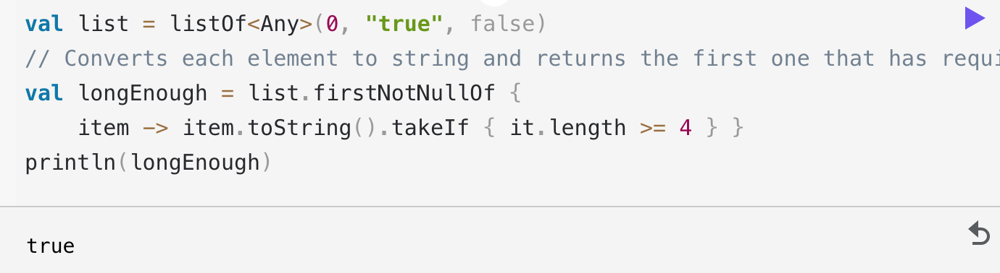 val list = listOf<Any>(0, "true", false)
// Converts each element to string and returns the first one that has requi
val longEnough = list.firstNotNullOf {
    item -> item.toString().takeIf { it.length >= 4 } }
println(longEnough)
true